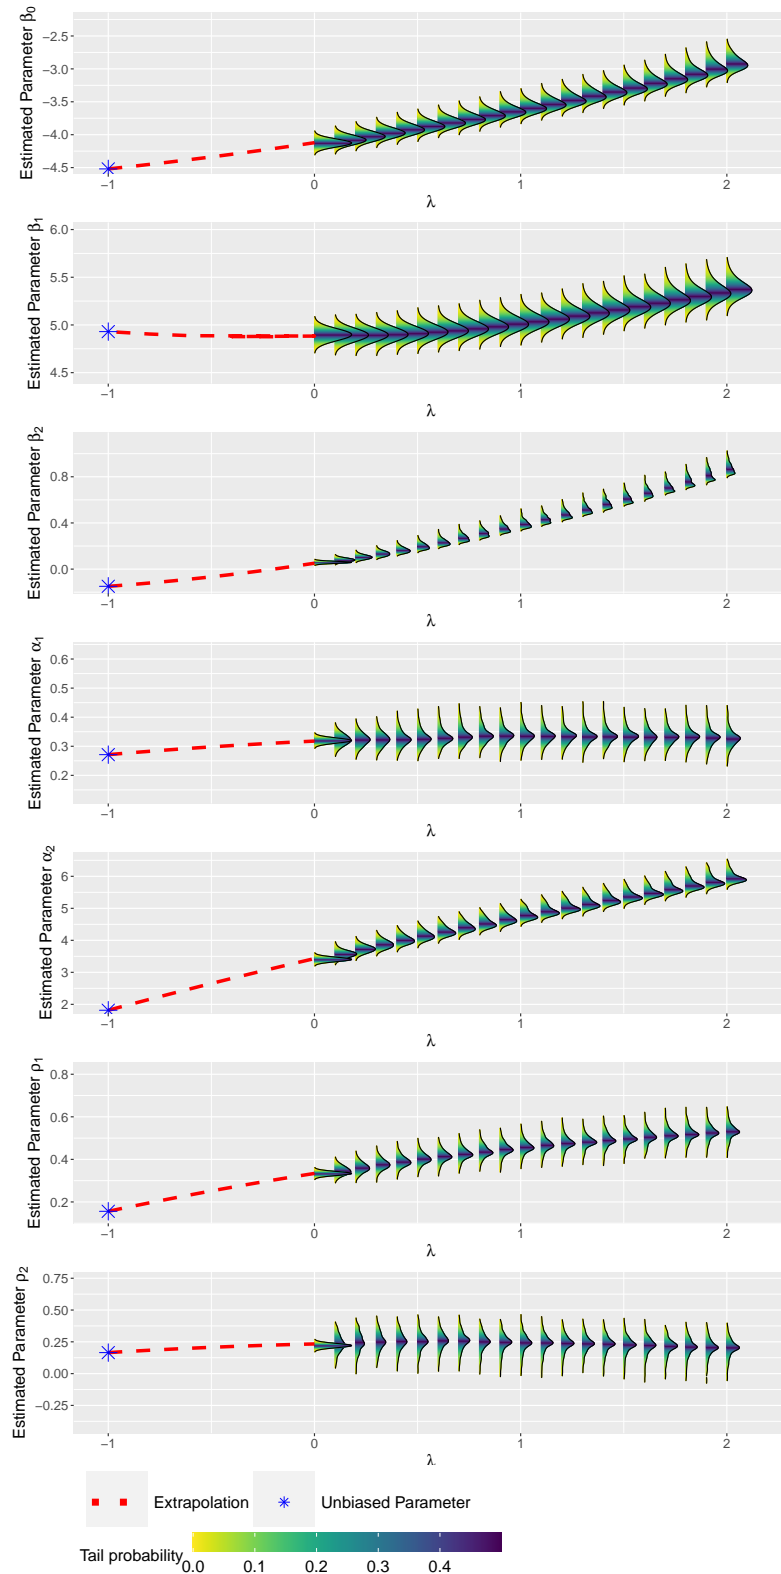 Estimated Parameter β0
−2.5
−3.0
−3.5
−4.0
−4.5
−1 0 1 2
λ
Estimated Parameter β1
6.0
5.5
5.0
4.5
−1 0 1 2
λ
Estimated Parameter β2
0.8
0.4
0.0
−1 0 1 2
λ
Estimated Parameter α1
0.6
0.5
0.4
0.3
0.2
−1 0 1 2
λ
Estimated Parameter α2
6
5
4
3
2
−1 0 1 2
λ
Estimated Parameter ρ1
0.8
0.6
0.4
0.2
−1 0 1 2
λ
Estimated Parameter ρ2
0.75
0.50
0.25
0.00
−0.25
−1 0 1 2
λ
Extrapolation Unbiased Parameter
Tail probability
0.0 0.1 0.2 0.3 0.4